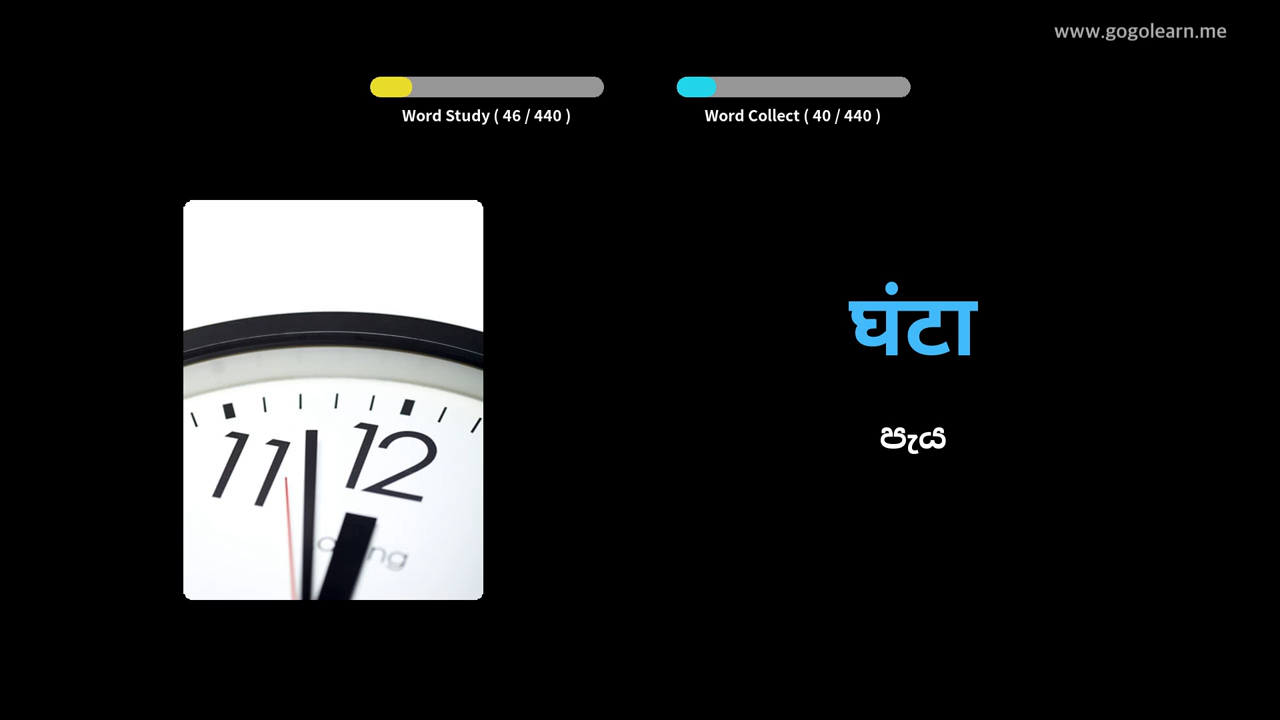 www.gogolearn.me
Word Study ( 46 / 440 )
Word Collect ( 40 / 440 )
घंटा
පැය
11 12